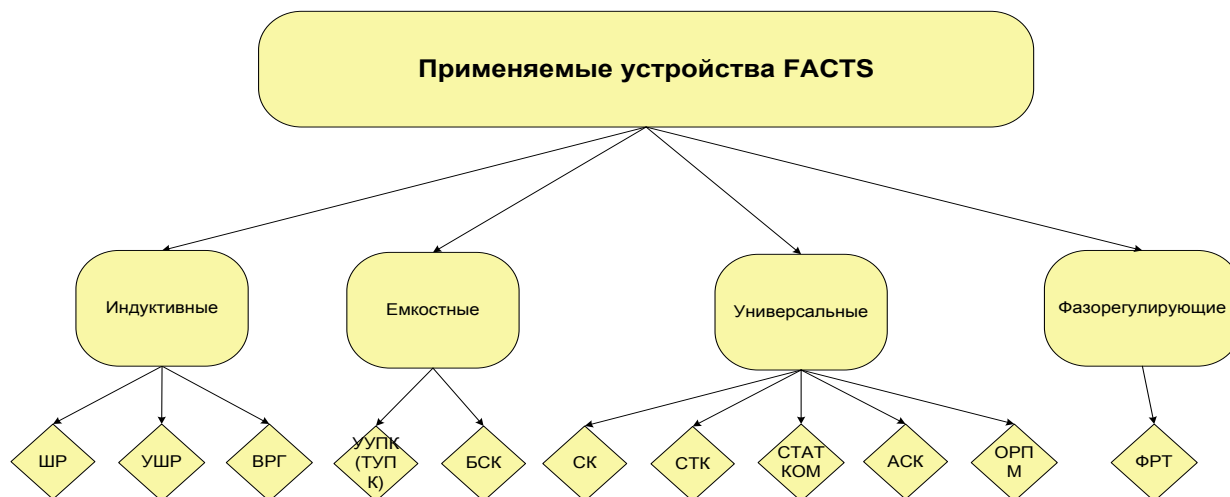 Применяемые устройства FACTS
Индуктивные
Емкостные
Универсальные
Фазорегулирующие
ШР
УШР
ВРГ
УУПК
(ТУП
К)
БСК
СК
СТК
СТАТ
КОМ
АСК
ОРП
М
ФРТ